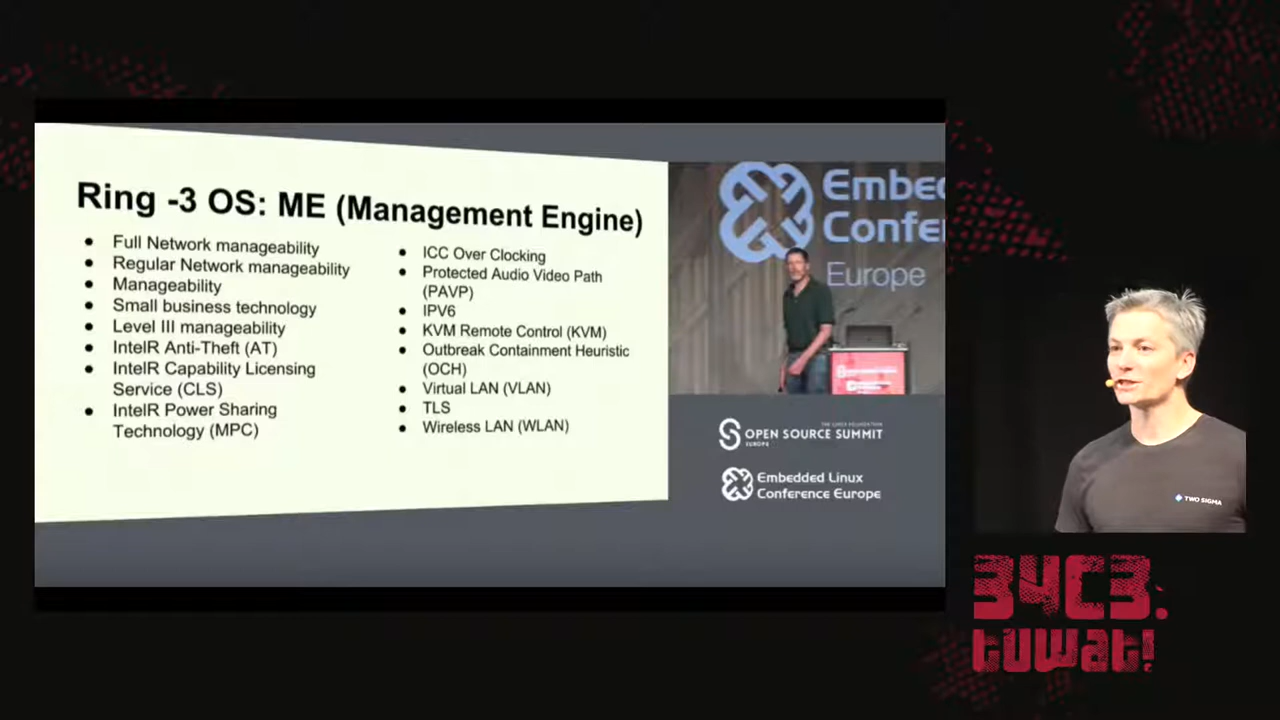 Ring -3 OS: ME (Management Engine)
● Full Network manageability
● Regular Network manageability
● Manageability
● Small business technology
● Level III manageability
● IntelR Anti-Theft (AT)
● IntelR Capability Licensing
Service (CLS)
● IntelR Power Sharing
Technology (MPC)
● ICC Over Clocking
● Protected Audio Video Path
(PAVP)
● IPV6
● KVM Remote Control (KVM)
● Outbreak Containment Heuristic
(OCH)
● Virtual LAN (VLAN)
● TLS
● Wireless LAN (WLAN)
Embe
Confer
Europe
THE LINUX FOUNDATION
OPEN SOURCE SUMMIT
EUROPE
Embedded Linux
Conference Europe
TWO SIGMA
34C3.
tuwat!